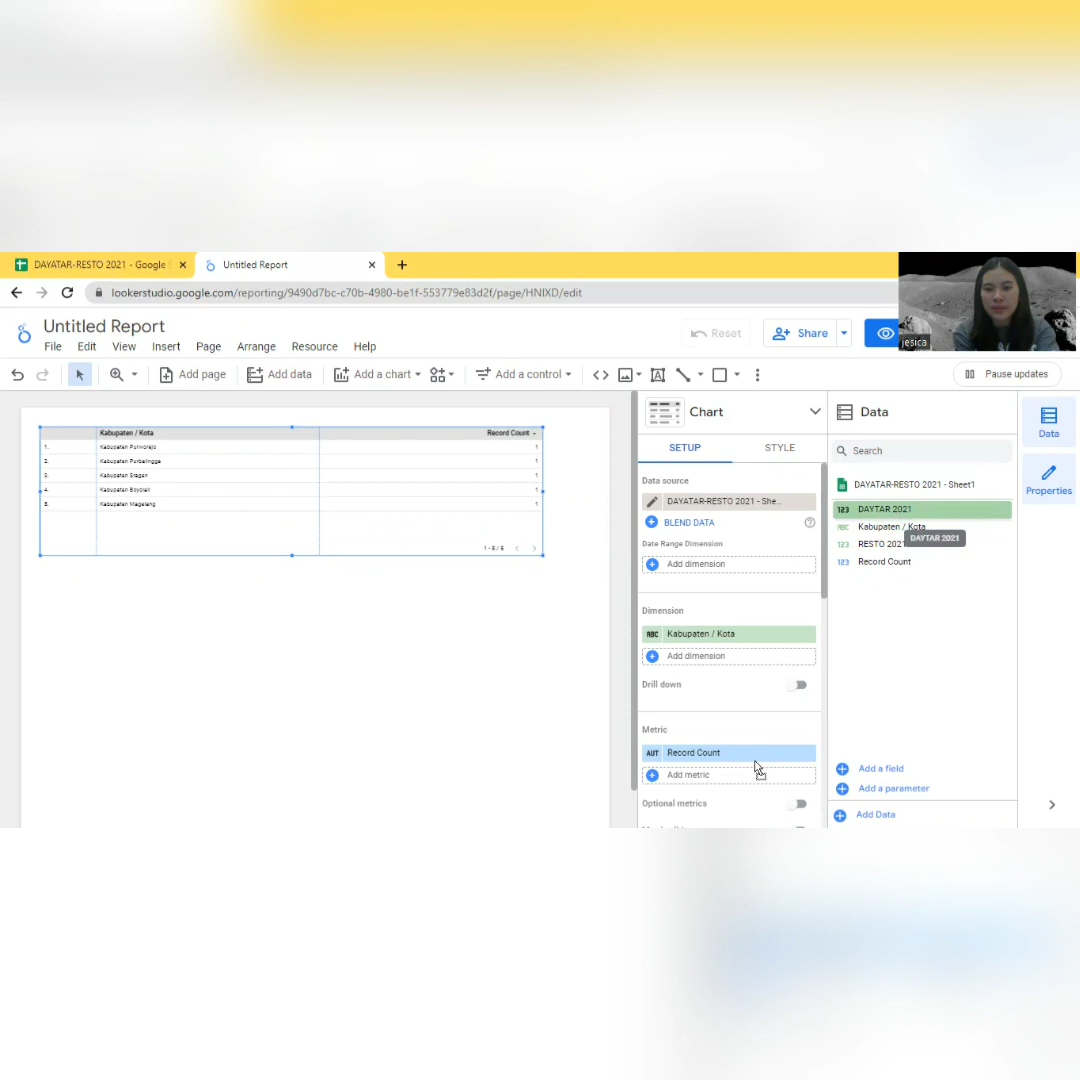 DAYATAR-RESTO 2021 - Google S
Untitled Report
lookerstudio.google.com/reporting/9490d7bc-c70b-4980-be1f-553779e83d2f/page/HNIXD/edit
jesica
Untitled Report
Reset
Share
File Edit View Insert Page Arrange Resource Help
Add page
Add data
Add a chart
Add a control
Pause updates
Kabupaten / Kota Record Count
1. Kabupaten Purworejo 1
2. Kabupaten Purbalingga 1
3. Kabupaten Sragen 1
4. Kabupaten Boyolali 1
5. Kabupaten Magelang 1
1 - 5 / 5
Chart
SETUP STYLE
Data source
DAYATAR-RESTO 2021 - She...
BLEND DATA
Date Range Dimension
Add dimension
Dimension
ABC Kabupaten / Kota
Add dimension
Drill down
Metric
AUT Record Count
Add metric
Optional metrics
Data
Search
DAYATAR-RESTO 2021 - Sheet1
123 DAYTAR 2021
ABC Kabupaten / Kota
123 RESTO 2021
DAYTAR 2021
123 Record Count
Add a field
Add a parameter
Add Data
Data
Properties